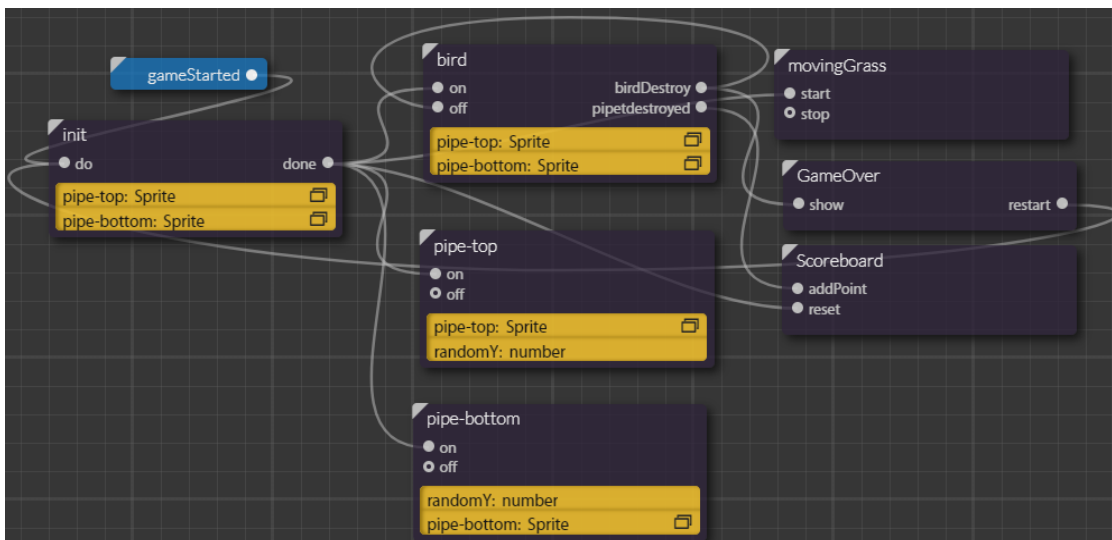 gameStarted
init
do
done
pipe-top: Sprite
pipe-bottom: Sprite
bird
on
birdDestroy
off
pipetdestroyed
pipe-top: Sprite
pipe-bottom: Sprite
pipe-top
on
off
pipe-top: Sprite
randomY: number
pipe-bottom
on
off
randomY: number
pipe-bottom: Sprite
movingGrass
start
stop
GameOver
show
restart
Scoreboard
addPoint
reset